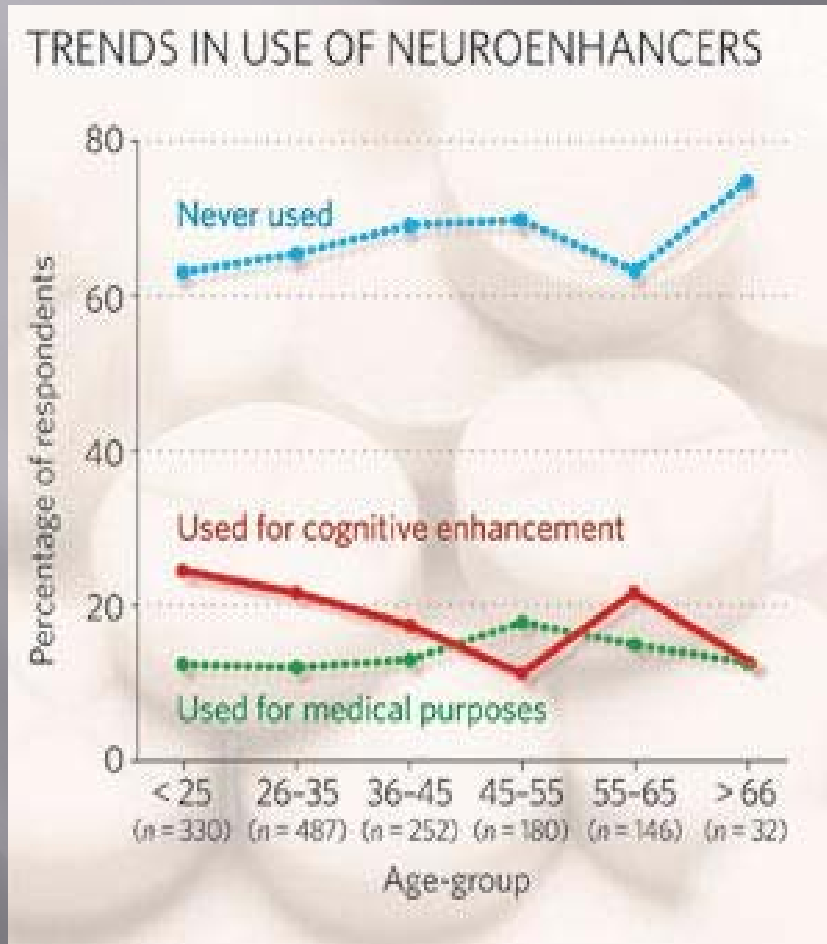 TRENDS IN USE OF NEUROENHANCERS
80
Never used
60
Percentage of respondents
40
Used for cognitive enhancement
20
Used for medical purposes
0
< 25 26-35 36-45 45-55 55-65 > 66
(n = 330) (n = 487) (n = 252) (n = 180) (n = 146) (n = 32)
Age-group